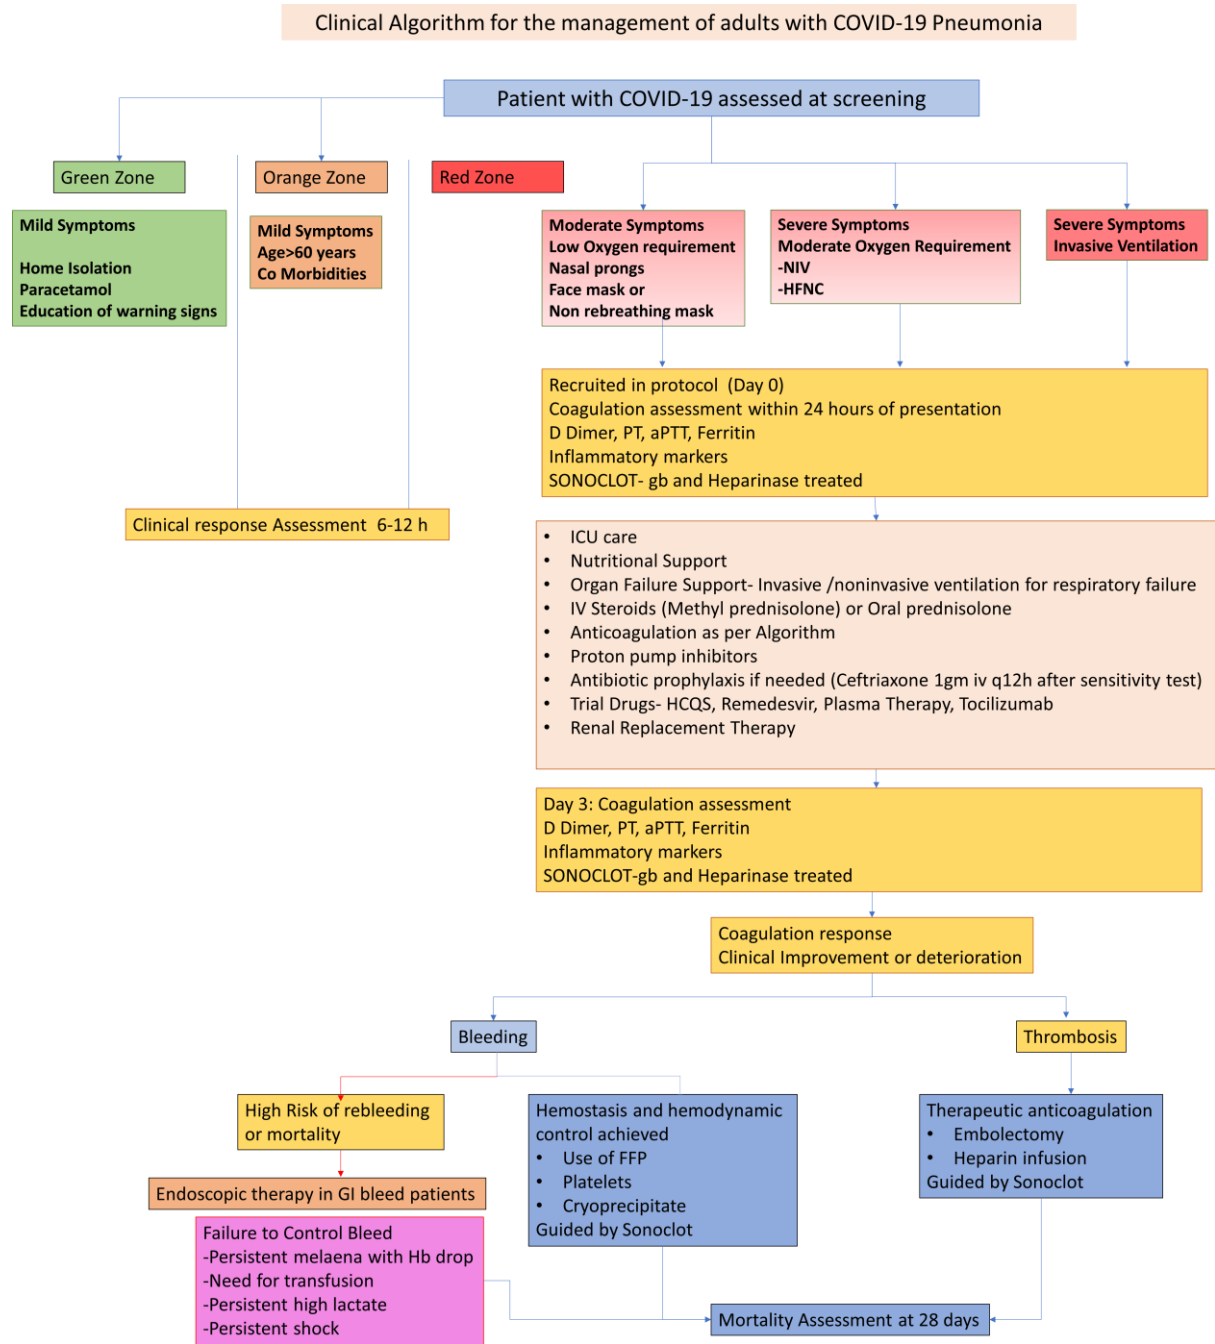 Clinical Algorithm for the management of adults with COVID-19 Pneumonia
Patient with COVID-19 assessed at screening
Green Zone
Orange Zone
Red Zone
Mild Symptoms
Home Isolation
Paracetamol
Education of warning signs
Mild Symptoms
Age>60 years
Co Morbidities
Moderate Symptoms
Low Oxygen requirement
Nasal prongs
Face mask or
Non rebreathing mask
Severe Symptoms
Moderate Oxygen Requirement
-NIV
-HFNC
Severe Symptoms
Invasive Ventilation
Recruited in protocol (Day 0)
Coagulation assessment within 24 hours of presentation
D Dimer, PT, aPTT, Ferritin
Inflammatory markers
SONOCLOT- gb and Heparinase treated
Clinical response Assessment 6-12 h
• ICU care
• Nutritional Support
• Organ Failure Support- Invasive /noninvasive ventilation for respiratory failure
• IV Steroids (Methyl prednisolone) or Oral prednisolone
• Anticoagulation as per Algorithm
• Proton pump inhibitors
• Antibiotic prophylaxis if needed (Ceftriaxone 1gm iv q12h after sensitivity test)
• Trial Drugs- HCQS, Remedesvir, Plasma Therapy, Tocilizumab
• Renal Replacement Therapy
Day 3: Coagulation assessment
D Dimer, PT, aPTT, Ferritin
Inflammatory markers
SONOCLOT-gb and Heparinase treated
Coagulation response
Clinical Improvement or deterioration
Bleeding
Thrombosis
High Risk of rebleeding
or mortality
Hemostasis and hemodynamic
control achieved
• Use of FFP
• Platelets
• Cryoprecipitate
Guided by Sonoclot
Therapeutic anticoagulation
• Embolectomy
• Heparin infusion
Guided by Sonoclot
Endoscopic therapy in GI bleed patients
Failure to Control Bleed
-Persistent melaena with Hb drop
-Need for transfusion
-Persistent high lactate
-Persistent shock
Mortality Assessment at 28 days